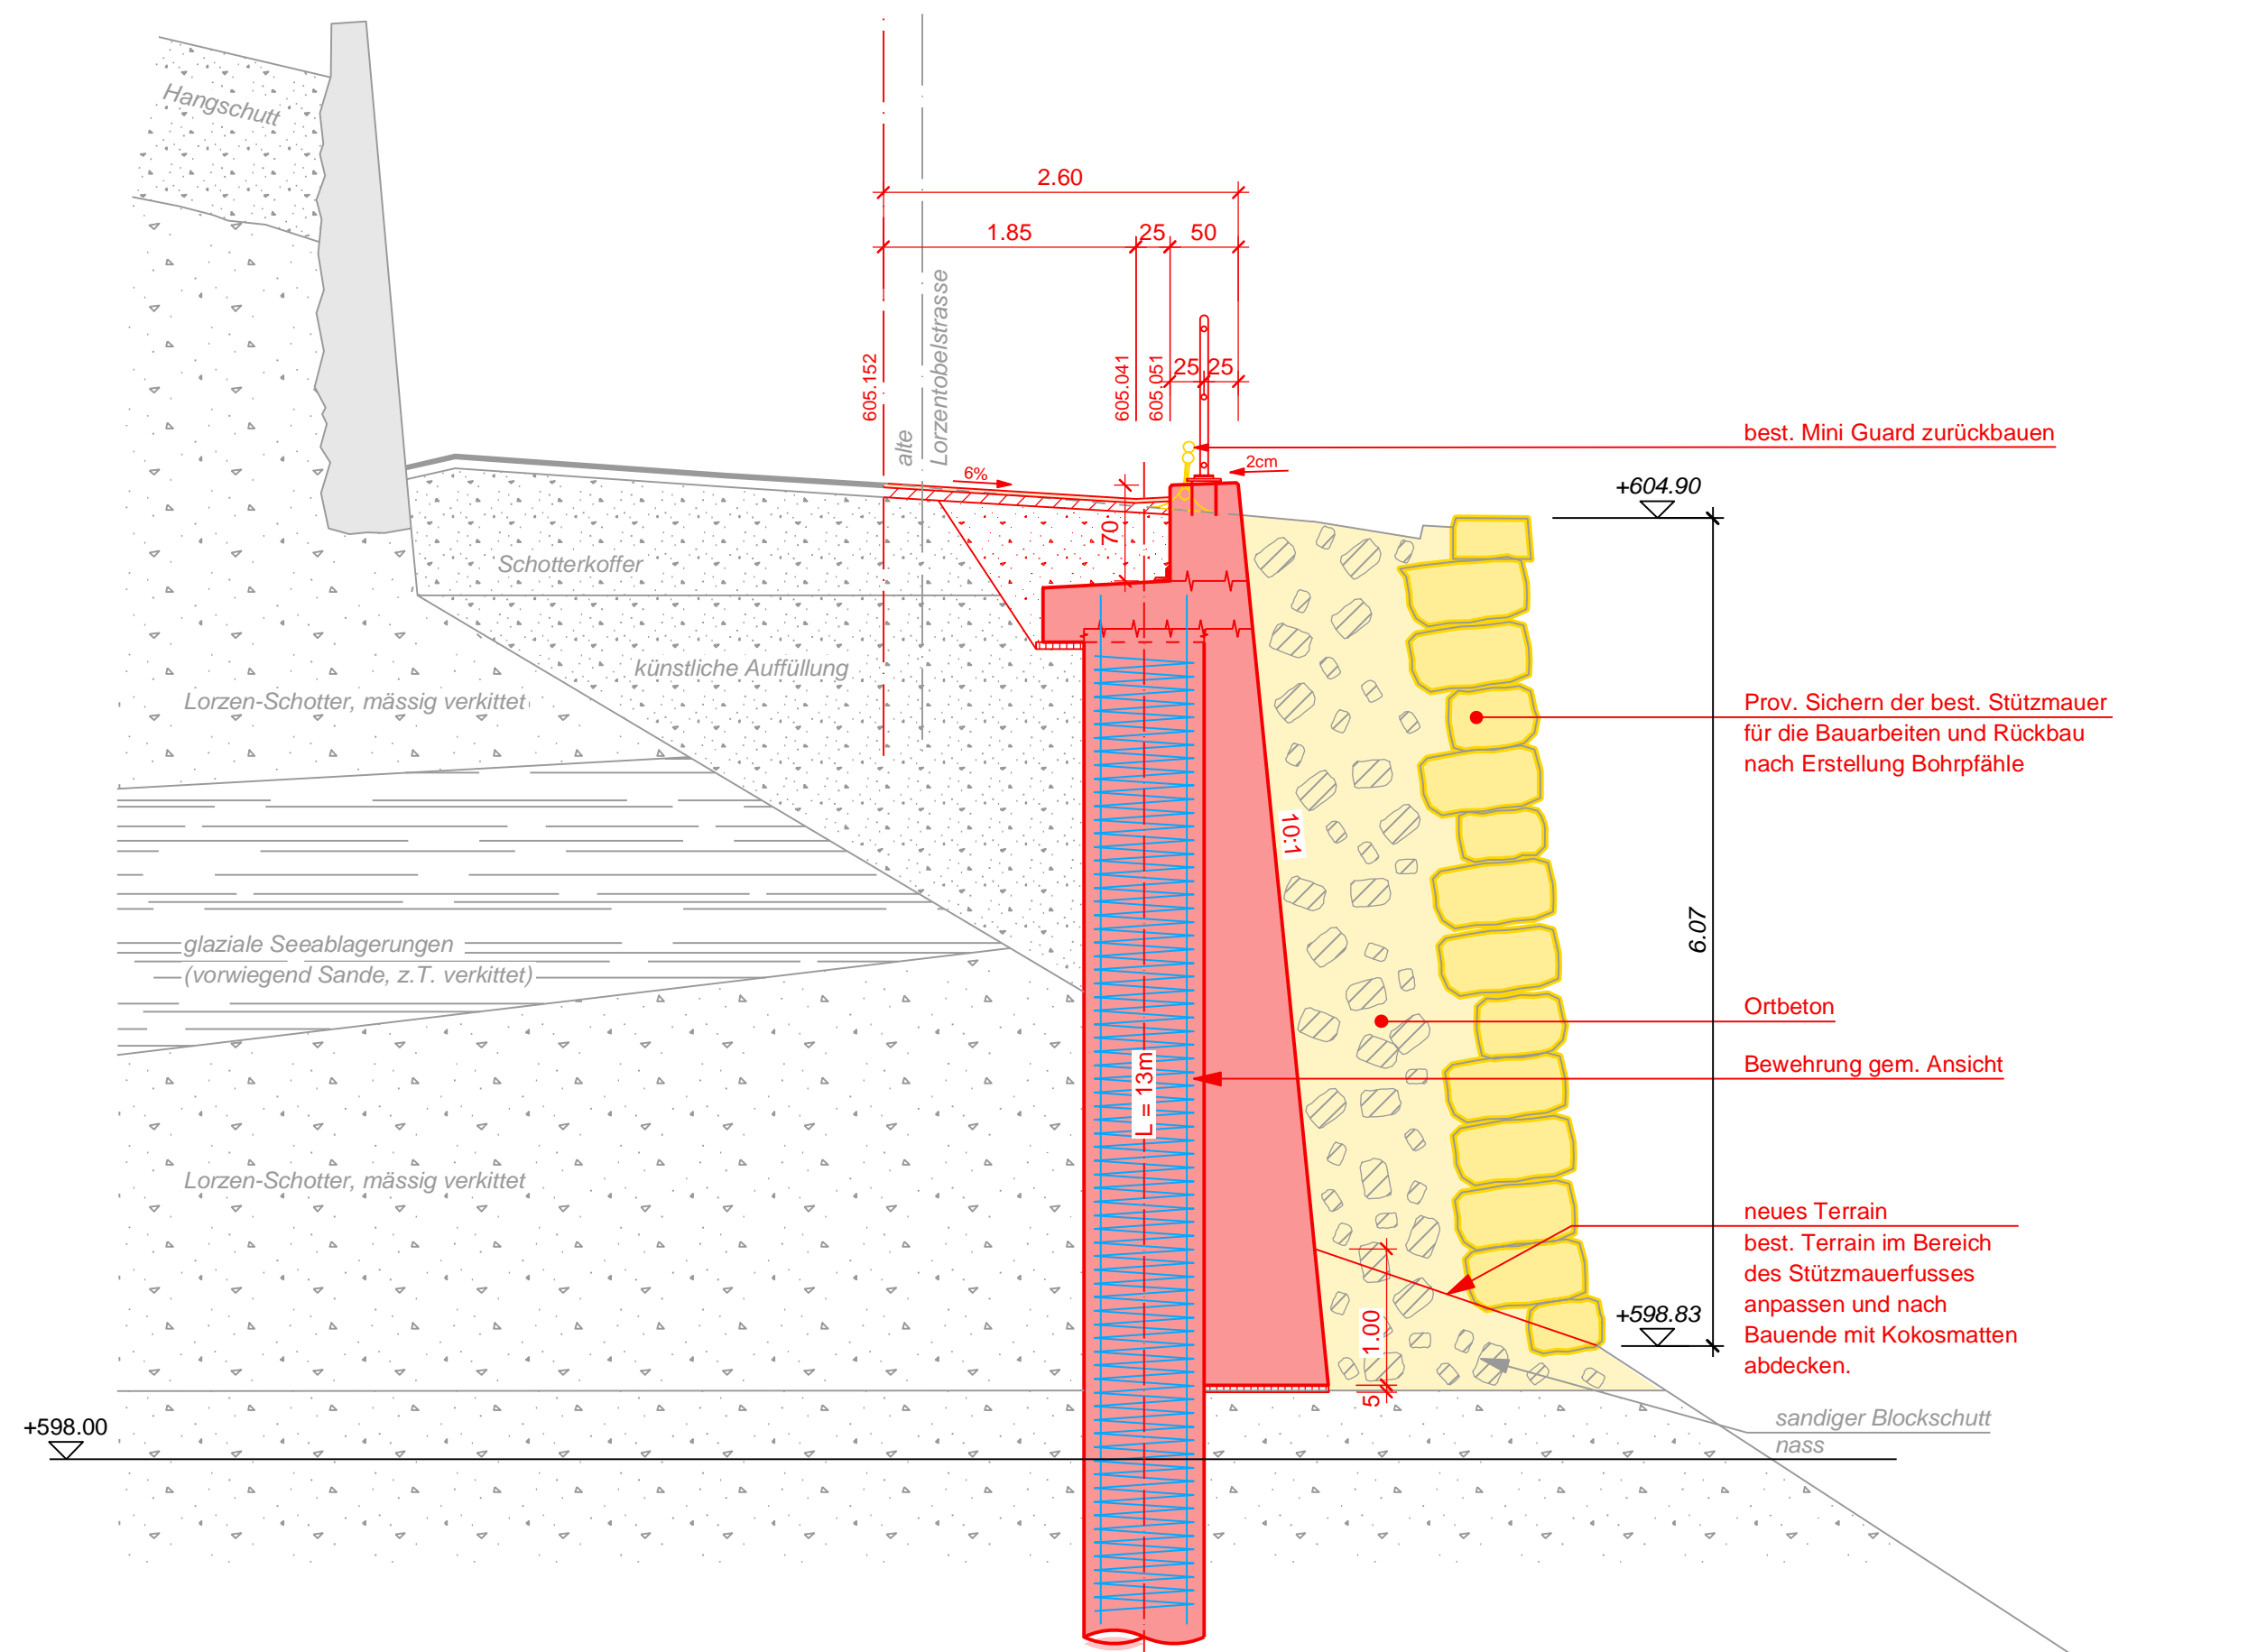 Hangschutt
2.60
1.85
25
50
alte
Lorzentobelstrasse
605.152
605.041
605.051
25
25
best. Mini Guard zurückbauen
6%
2cm
+604.90
70
Schotterkoffer
künstliche Auffüllung
Lorzen-Schotter, mässig verkittet
Prov. Sichern der best. Stützmauer
für die Bauarbeiten und Rückbau
nach Erstellung Bohrpfähle
10:1
6.07
glaziale Seeablagerungen
(vorwiegend Sande, z.T. verkittet)
Ortbeton
Bewehrung gem. Ansicht
L = 13m
Lorzen-Schotter, mässig verkittet
neues Terrain
best. Terrain im Bereich
des Stützmauerfusses
anpassen und nach
Bauende mit Kokosmatten
abdecken.
+598.83
1.00
5
sandiger Blockschutt
nass
+598.00